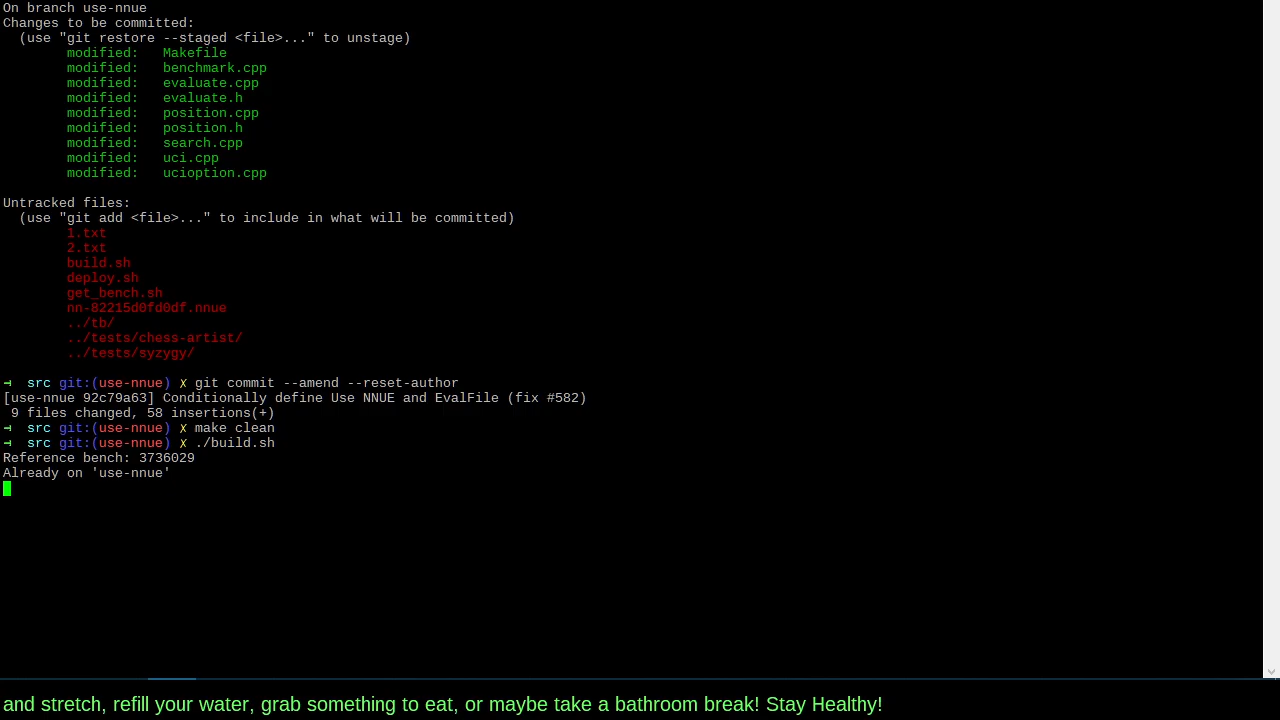 On branch use-nnue
Changes to be committed:
  (use "git restore --staged <file>..." to unstage)
        modified:   Makefile
        modified:   benchmark.cpp
        modified:   evaluate.cpp
        modified:   evaluate.h
        modified:   position.cpp
        modified:   position.h
        modified:   search.cpp
        modified:   uci.cpp
        modified:   ucioption.cpp

Untracked files:
  (use "git add <file>..." to include in what will be committed)
        1.txt
        2.txt
        build.sh
        deploy.sh
        get_bench.sh
        nn-82215d0fd0df.nnue
        ../tb/
        ../tests/chess-artist/
        ../tests/syzygy/

⊣  src git:(use-nnue) ✗ git commit --amend --reset-author
[use-nnue 92c79a63] Conditionally define Use NNUE and EvalFile (fix #582)
 9 files changed, 58 insertions(+)
⊣  src git:(use-nnue) ✗ make clean
⊣  src git:(use-nnue) ✗ ./build.sh
Reference bench: 3736029
Already on 'use-nnue'
and stretch, refill your water, grab something to eat, or maybe take a bathroom break! Stay Healthy!